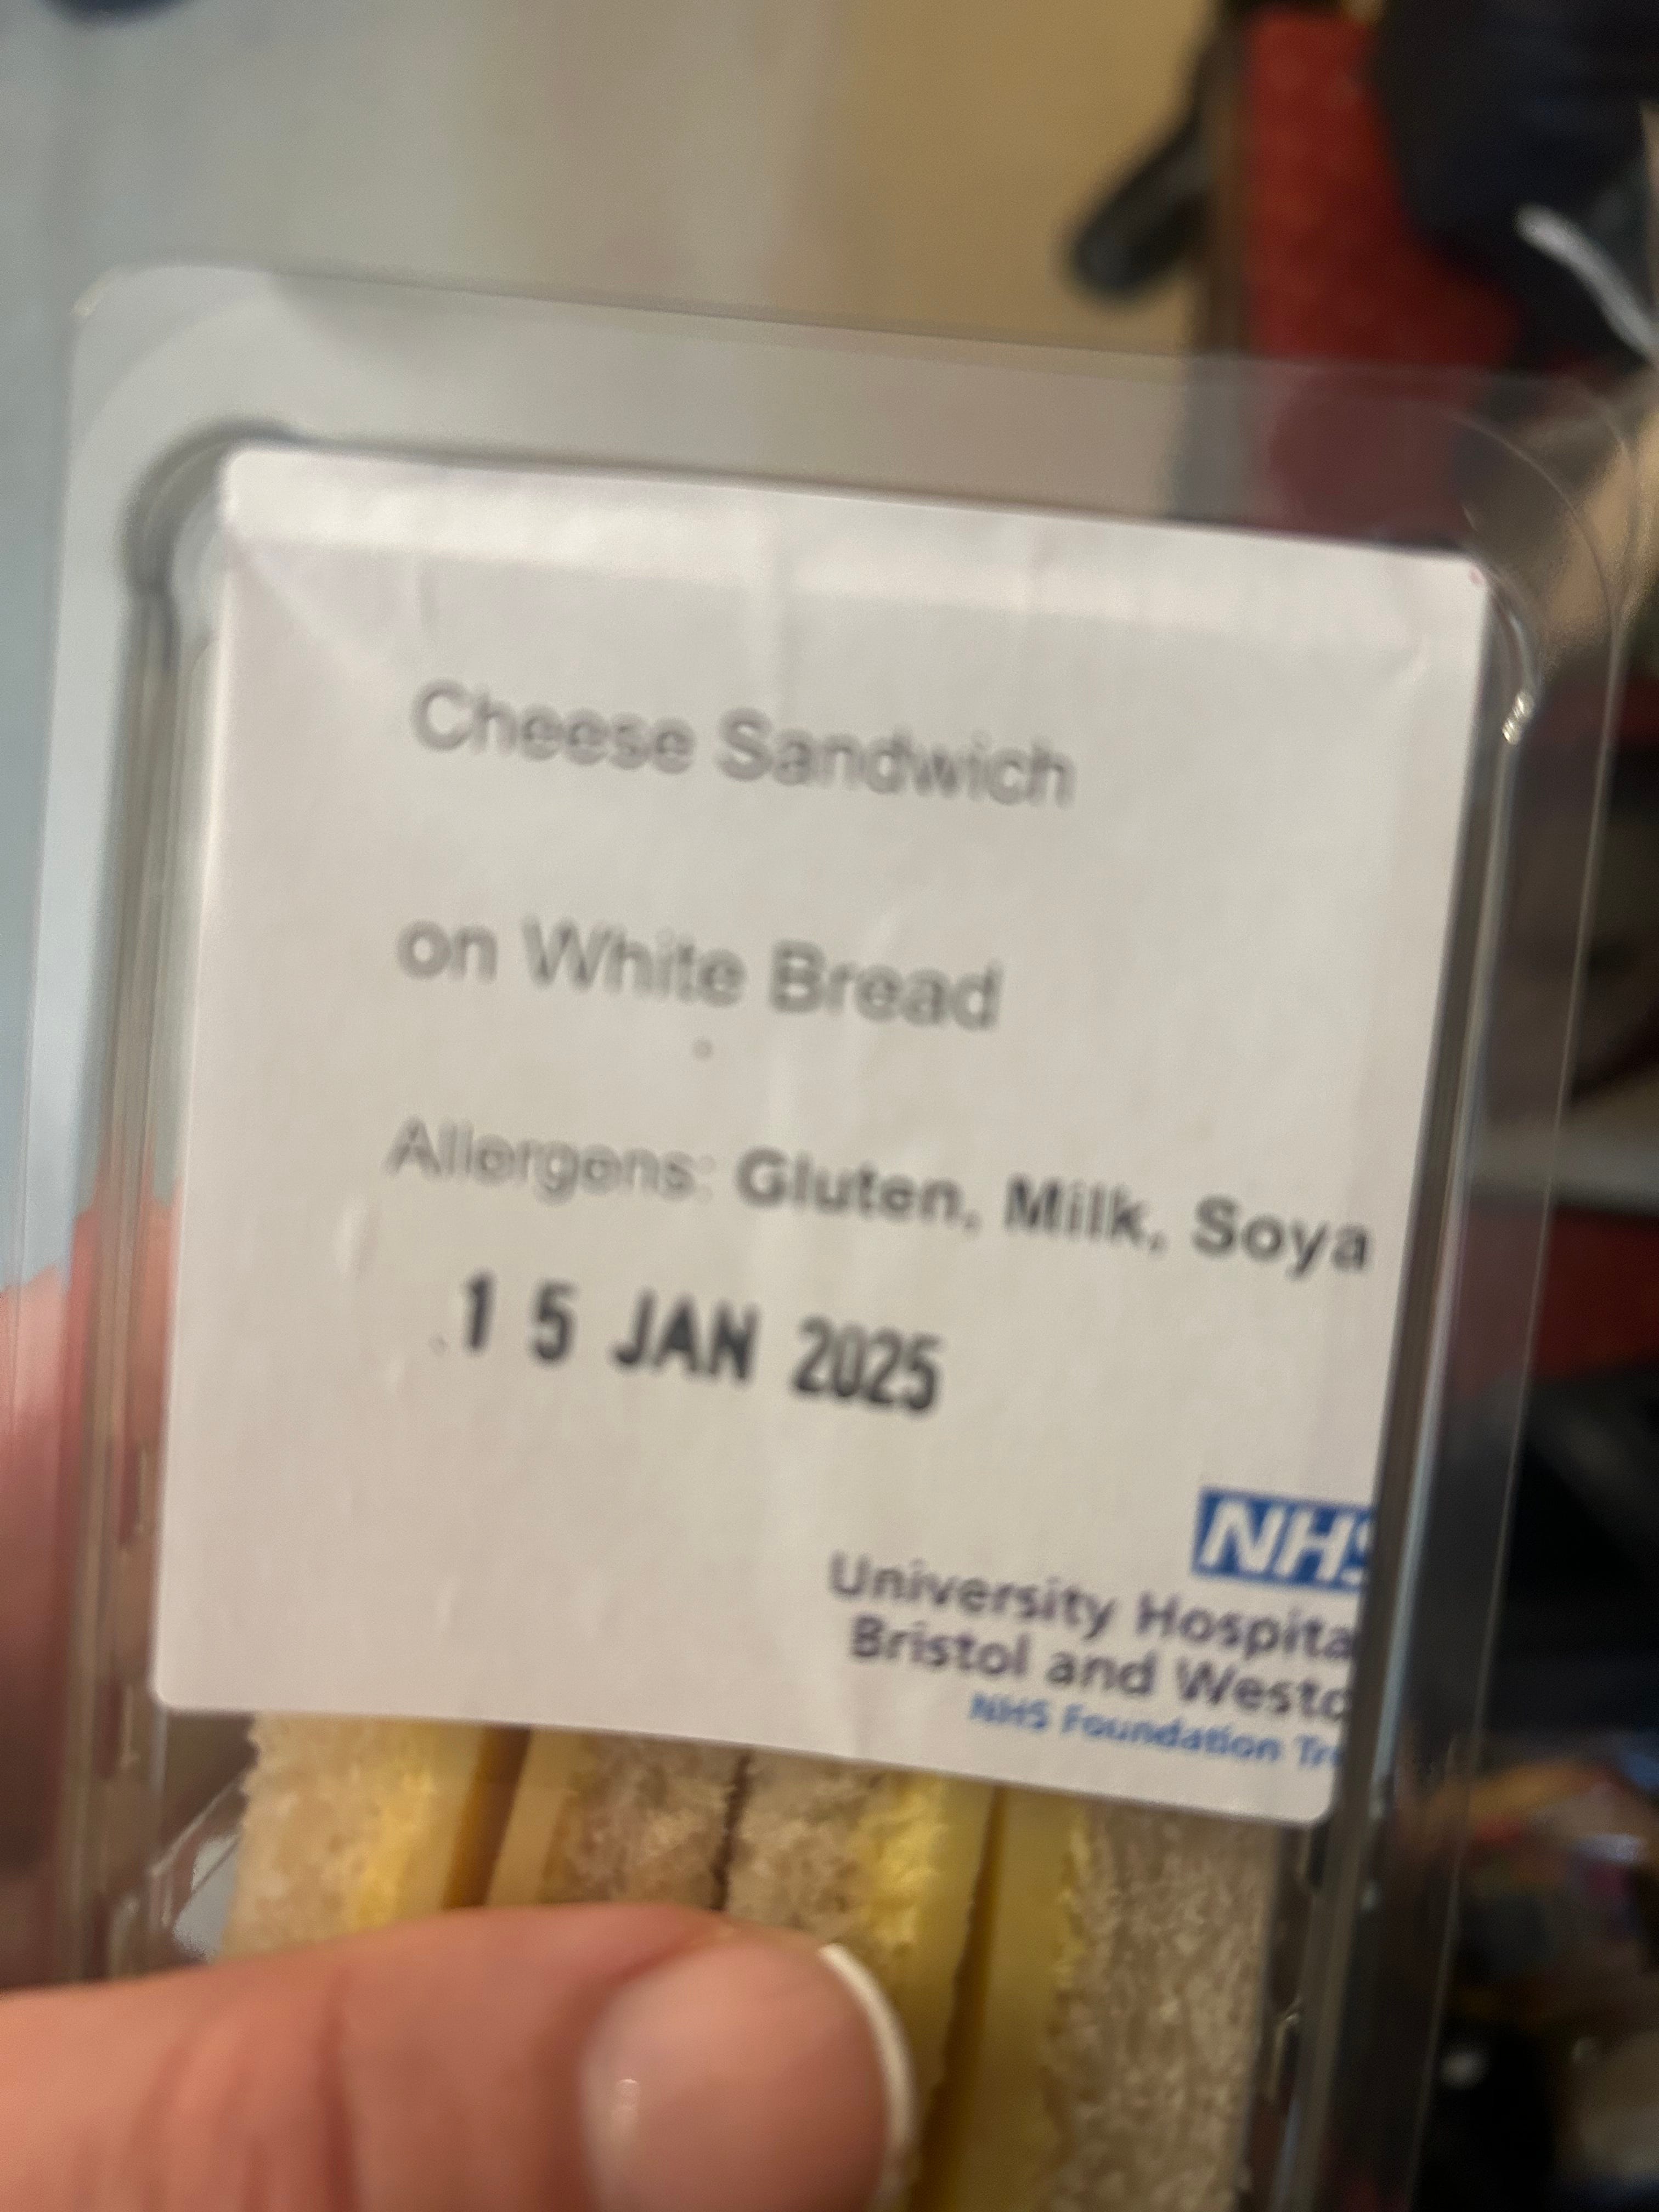 Cheese Sandwich
on White Bread
Allergens: Gluten, Milk, Soya
15 JAN 2025
NHS
University Hospita
Bristol and Westo
NHS Foundation Tru